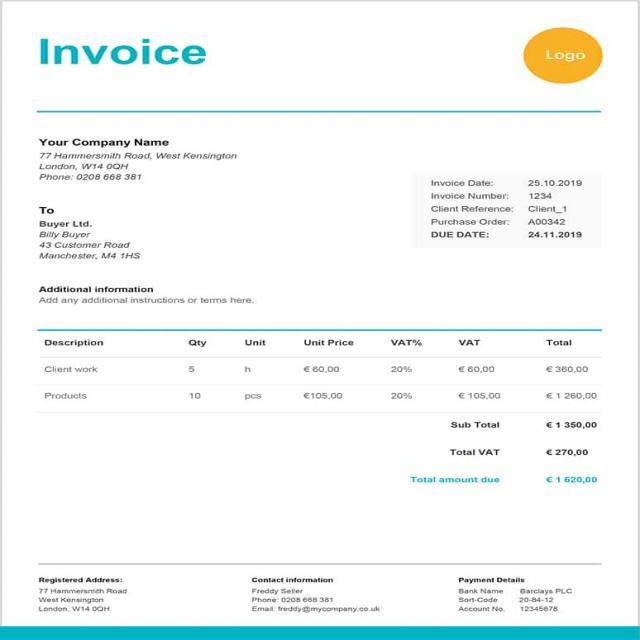 Invoice
Logo
Your Company Name
77 Hammersmith Road, West Kensington
London, W14 0QH
Phone: 0208 668 381
Invoice Date: 25.10.2019
Invoice Number: 1234
Client Reference: Client_1
Purchase Order: A00342
DUE DATE: 24.11.2019
To
Buyer Ltd.
Billy Buyer
43 Customer Road
Manchester, M4 1HS
Additional information
Add any additional instructions or terms here.
Description Qty Unit Unit Price VAT% VAT Total
Client work 5 h € 60,00 20% € 60,00 € 360,00
Products 10 pcs €105,00 20% € 105,00 € 1 260,00
Sub Total € 1 350,00
Total VAT € 270,00
Total amount due € 1 620,00
Registered Address:
77 Hammersmith Road
West Kensington
London, W14 0QH
Contact information
Freddy Seller
Phone: 0208 668 381
Email: freddy@mycompany.co.uk
Payment Details
Bank Name Barclays PLC
Sort-Code 20-84-12
Account No. 12345678